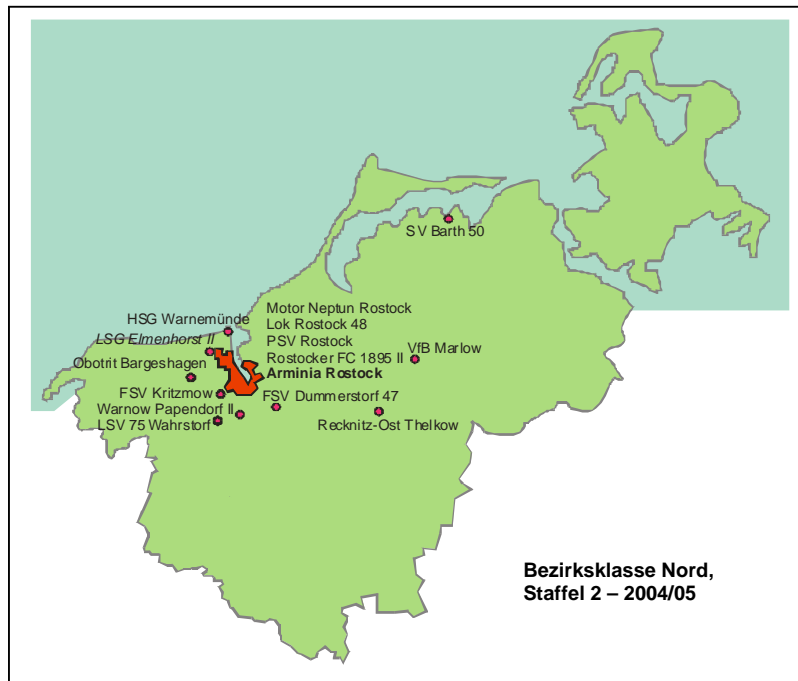 SV Barth 50
HSG Warnemünde
LSG Elmenhorst II
Obotrit Bargeshagen
FSV Kritzmow
Warnow Papendorf II
LSV 75 Wahrstorf
Motor Neptun Rostock
Lok Rostock 48
PSV Rostock
Rostocker FC 1895 II
Arminia Rostock
FSV Dummerstorf 47
VfB Marlow
Recknitz-Ost Thelkow
Bezirksklasse Nord,
Staffel 2 – 2004/05